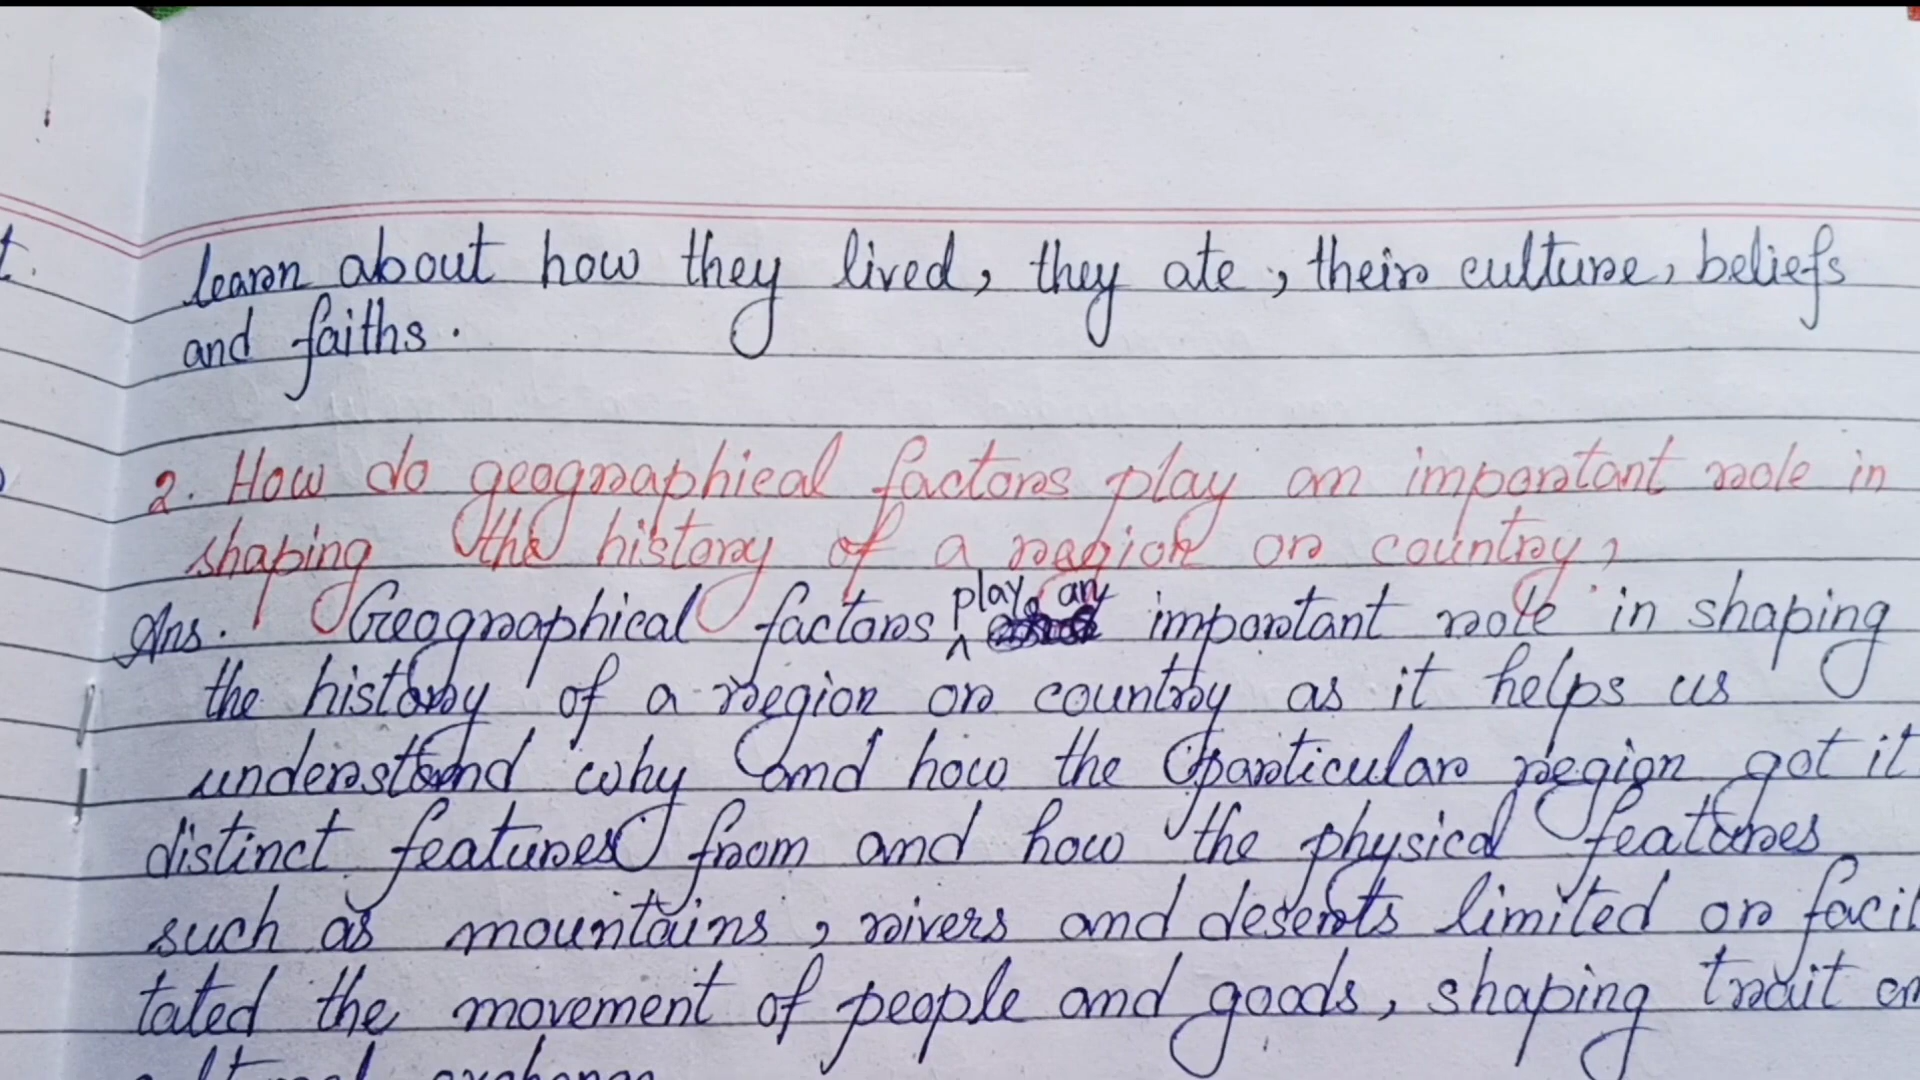 t.
learn about how they lived, they ate, their culture, beliefs
and faiths.
2. How do geographical factors play an important role in
shaping the history of a region or country?
Ans. Geographical factors play an important role in shaping
the history of a region or country as it helps us
understand why and how the particular region got it
distinct features from and how the physical features
such as mountains, rivers and deserts limited or facil
tated the movement of people and goods, shaping trait
cultural exchange